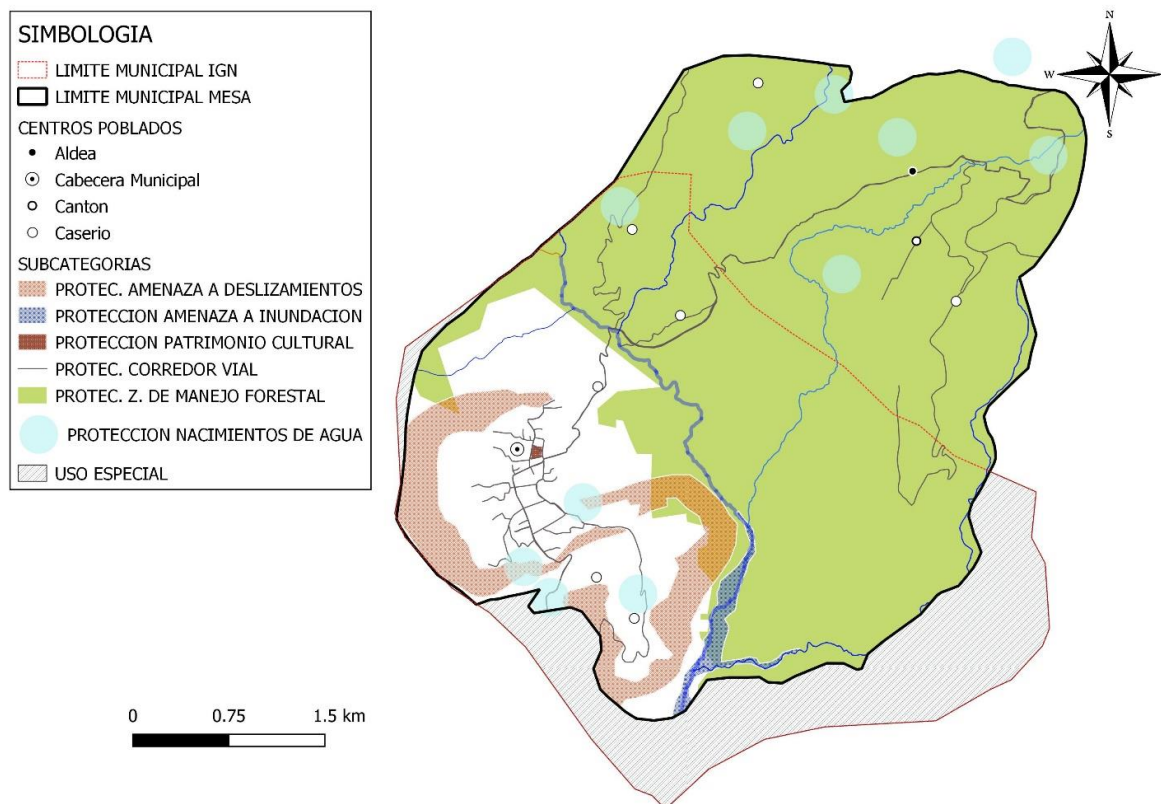 SIMBOLOGIA
LIMITE MUNICIPAL IGN
LIMITE MUNICIPAL MESA
CENTROS POBLADOS
Aldea
Cabecera Municipal
Canton
Caserio
SUBCATEGORIAS
PROTEC. AMENAZA A DESLIZAMIENTOS
PROTECCION AMENAZA A INUNDACION
PROTECCION PATRIMONIO CULTURAL
PROTEC. CORREDOR VIAL
PROTEC. Z. DE MANEJO FORESTAL
PROTECCION NACIMIENTOS DE AGUA
USO ESPECIAL
N
W
E
S
0 0.75 1.5 km